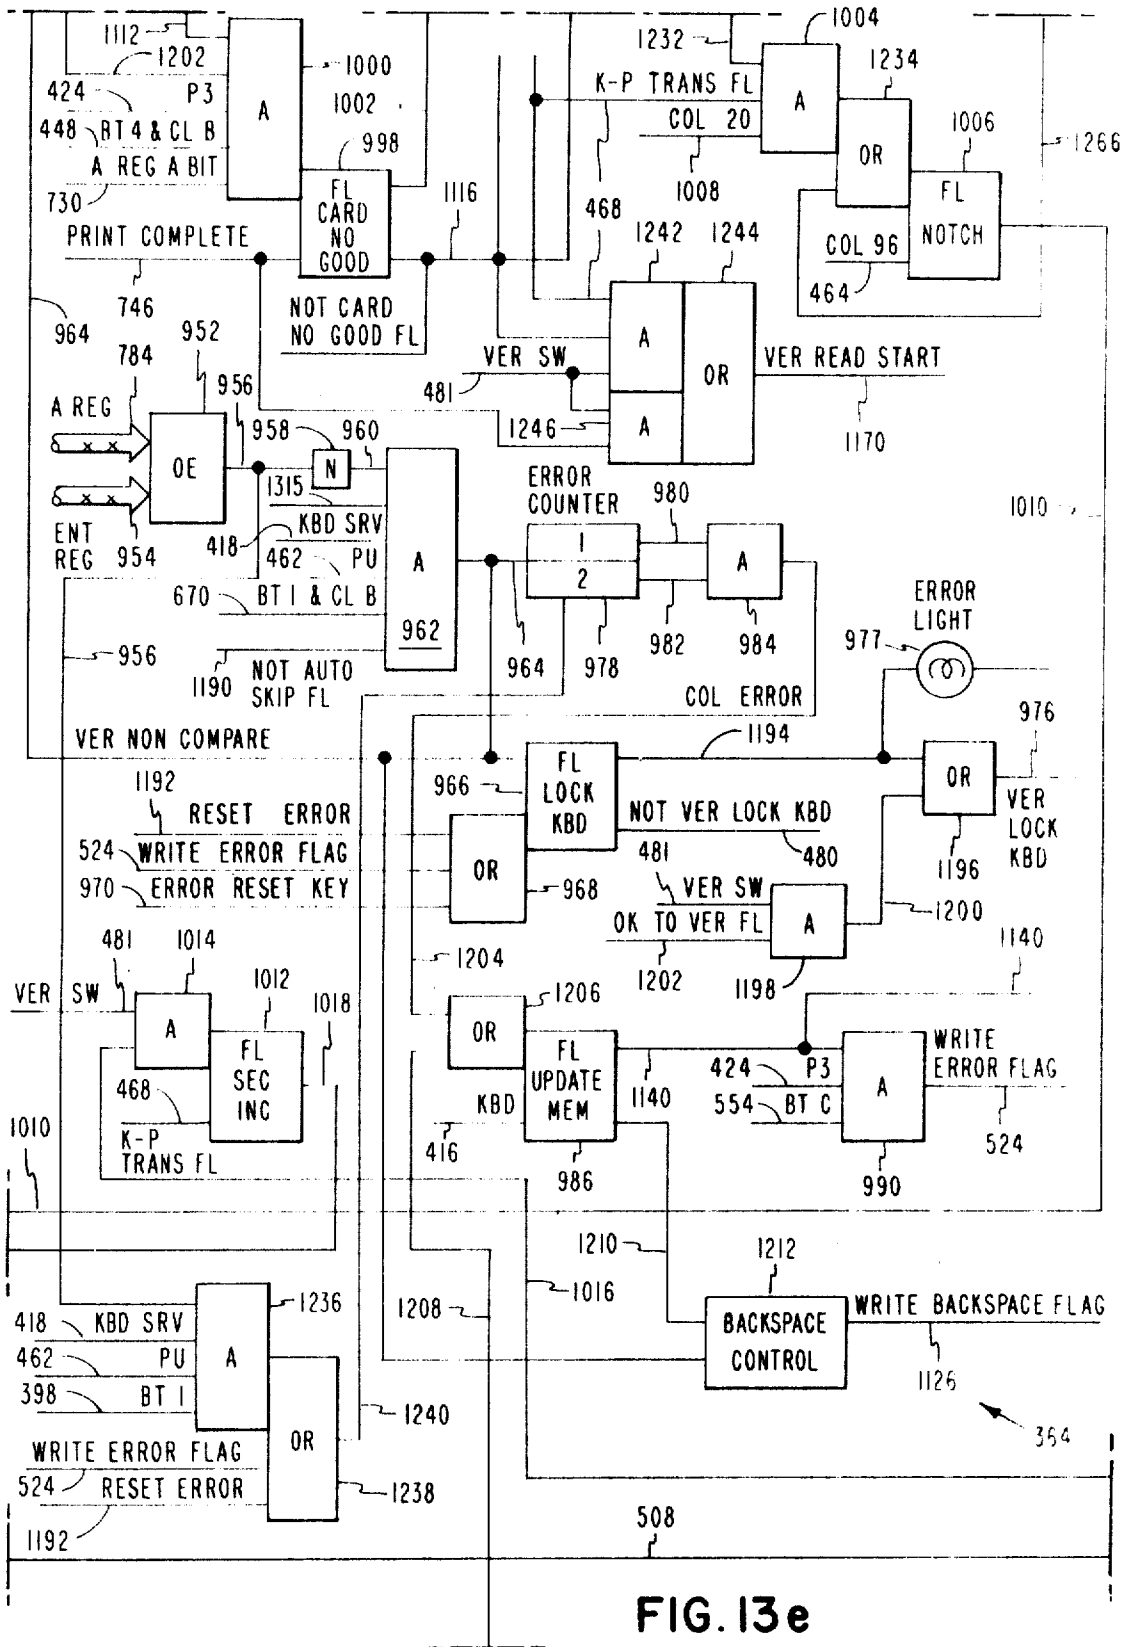 1112
1202
424 P3
448 BT 4 & CL B
A REG A BIT
730
A
1000
1002
998
FL CARD NO GOOD
PRINT COMPLETE
746
NOT CARD
NO GOOD FL
1116
1232
1004
K-P TRANS FL
COL 20
1008
A
1234
OR
1006
FL
NOTCH
COL 96
464
1266
468
1242
1244
A
OR
VER SW
481
1246
A
VER READ START
1170
964
784
952
956
A REG
OE
ENT
REG
954
958
960
N
1315
KBD SRV
418
462 PU
670 BT 1 & CL B
1190
NOT AUTO
SKIP FL
A
962
ERROR
COUNTER
1
2
980
982
A
984
964
978
COL ERROR
1010
ERROR
LIGHT
977
956
VER NON COMPARE
966
FL
LOCK
KBD
1194
976
OR
VER
LOCK
KBD
1196
1192
RESET ERROR
524
WRITE ERROR FLAG
970
ERROR RESET KEY
OR
968
NOT VER LOCK KBD
480
481
VER SW
OK TO VER FL
1202
A
1198
1200
1140
481
1014
VER SW
A
1012
1018
FL
SEC
INC
468
K-P
TRANS FL
1010
1204
1206
OR
FL
UPDATE
MEM
KBD
416
986
1140
424 P3
554 BT C
A
990
WRITE
ERROR FLAG
524
1210
1212
1016
1208
BACKSPACE
CONTROL
WRITE BACKSPACE FLAG
1126
364
1236
418 KBD SRV
462 PU
398 BT 1
A
OR
1240
WRITE ERROR FLAG
524
RESET ERROR
1192
1238
508
FIG. 13e